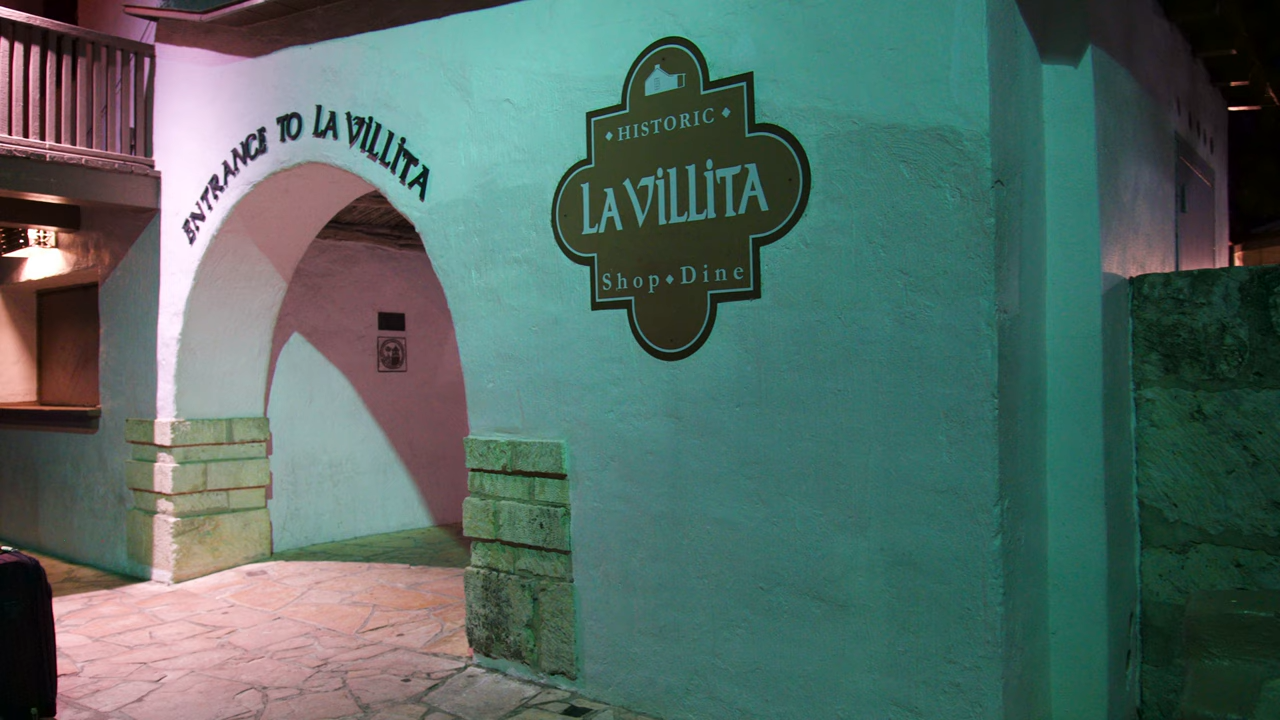 ENTRANCE TO LA VILLITA
HISTORIC
LA VILLITA
Shop Dine